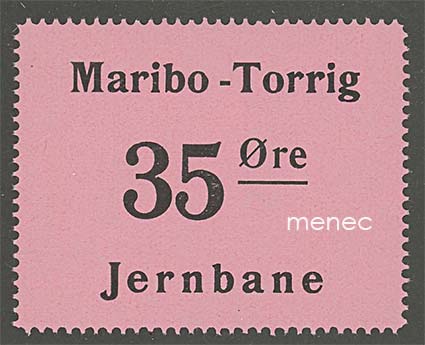 Maribo - Torrig
35 Øre
menec
Jernbane